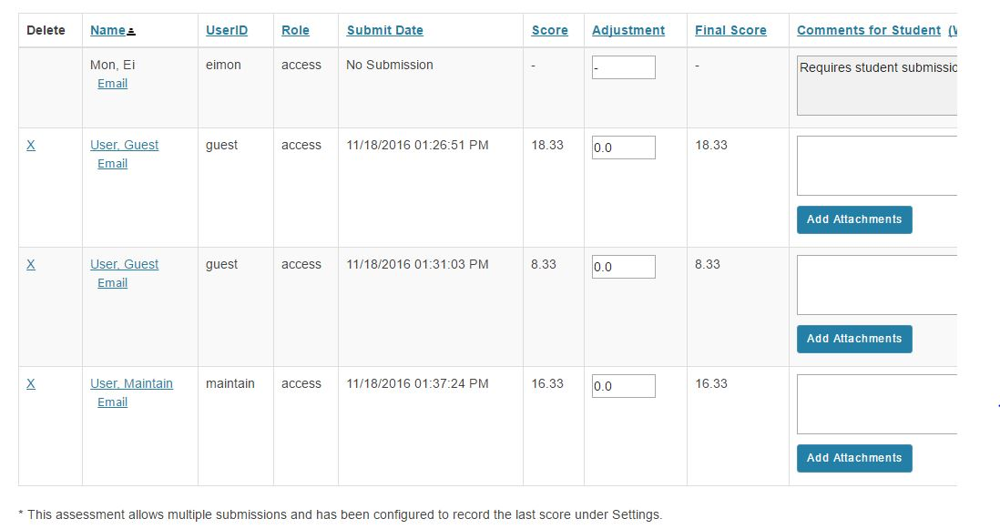 Delete Name UserID Role Submit Date Score Adjustment Final Score Comments for Student
Mon, Ei eimon access No Submission - - - Requires student
Email
X User, Guest guest access 11/18/2016 01:26:51 PM 18.33 0.0 18.33
Email
Add Attachments
X User, Guest guest access 11/18/2016 01:31:03 PM 8.33 0.0 8.33
Email
Add Attachments
X User, Maintain maintain access 11/18/2016 01:37:24 PM 16.33 0.0 16.33
Email
Add Attachments
* This assessment allows multiple submissions and has been configured to record the last score under Settings.